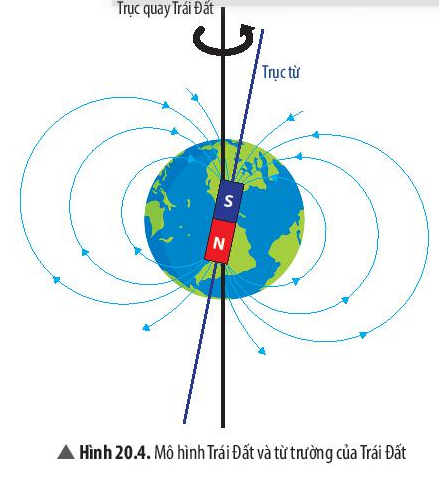 Trục quay Trái Đất
Trục từ
S
N
▲ Hình 20.4. Mô hình Trái Đất và từ trường của Trái Đất